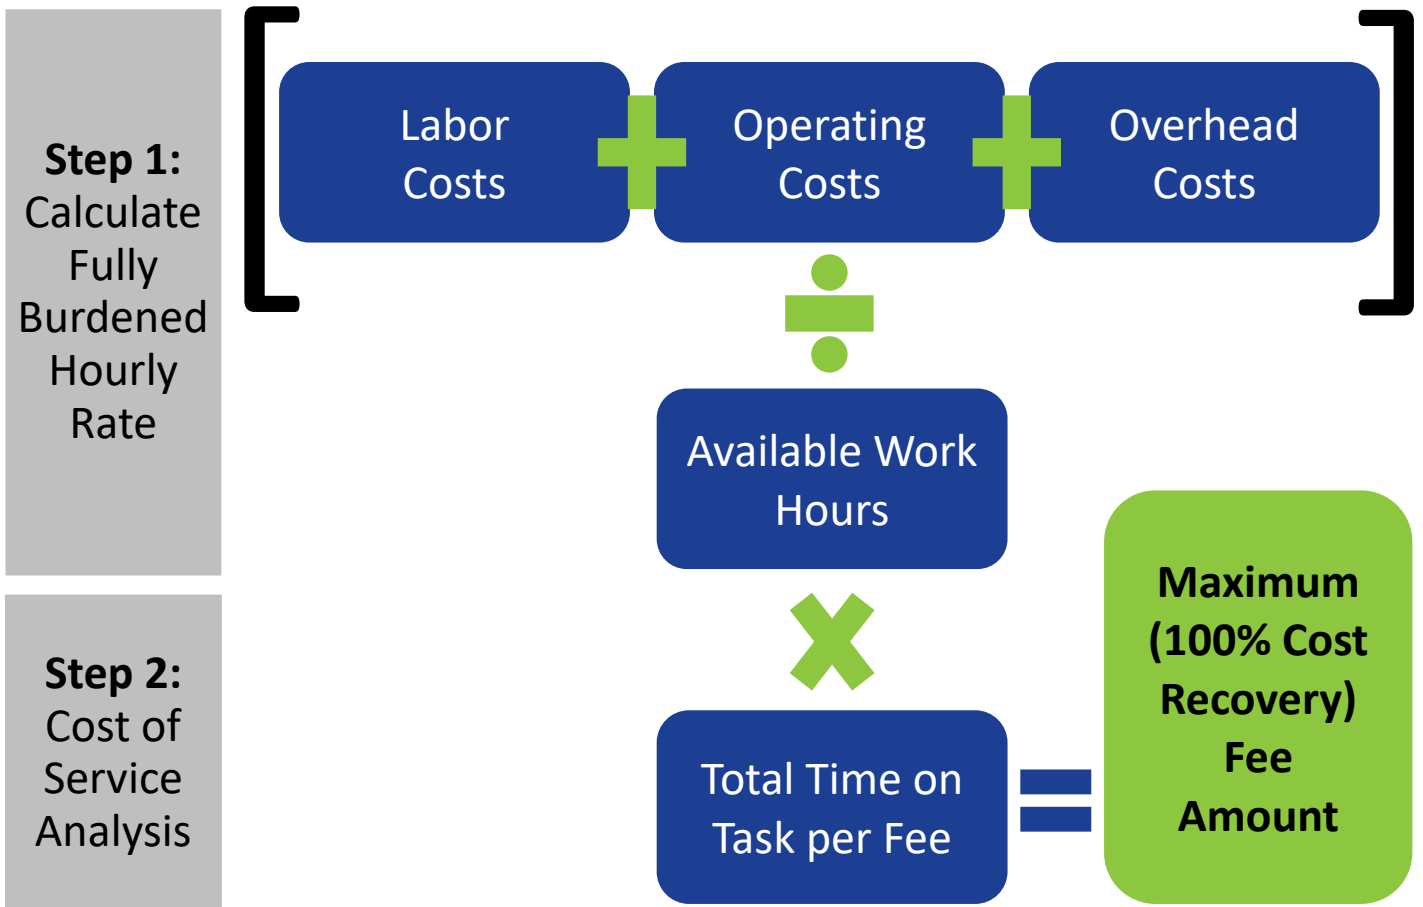 Step 1:
Calculate
Fully
Burdened
Hourly
Rate
Labor
Costs
Operating
Costs
Overhead
Costs
Available Work
Hours
Step 2:
Cost of
Service
Analysis
Total Time on
Task per Fee
Maximum
(100% Cost
Recovery)
Fee
Amount